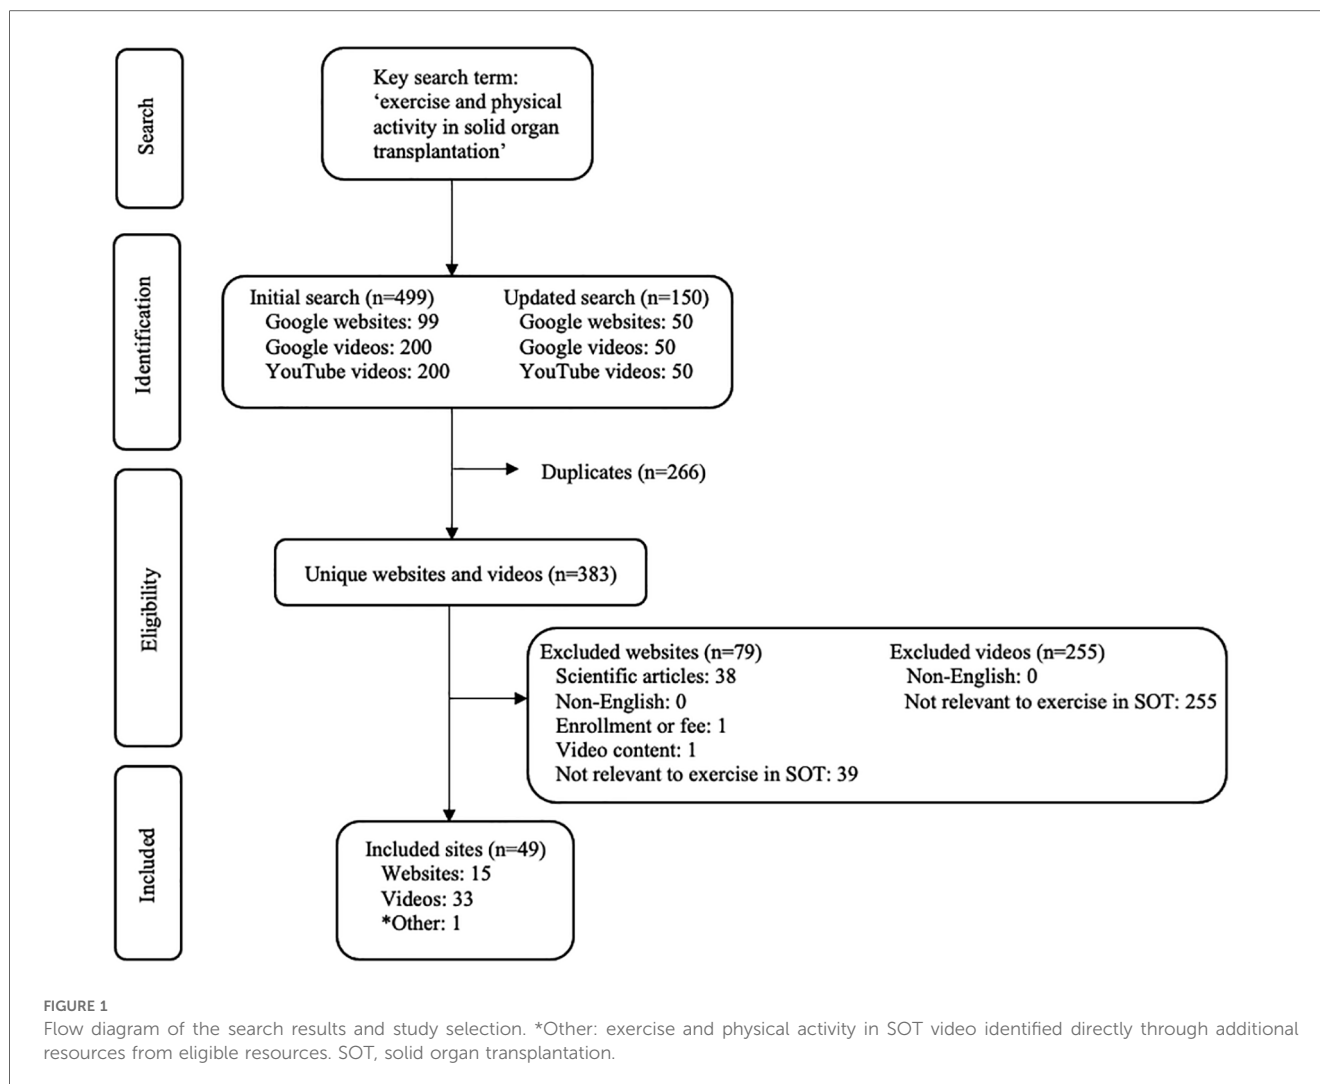 Search
Key search term:
‘exercise and physical
activity in solid organ
transplantation’
Identification
Initial search (n=499)
Google websites: 99
Google videos: 200
YouTube videos: 200
Updated search (n=150)
Google websites: 50
Google videos: 50
YouTube videos: 50
Duplicates (n=266)
Eligibility
Unique websites and videos (n=383)
Excluded websites (n=79)
Scientific articles: 38
Non-English: 0
Enrollment or fee: 1
Video content: 1
Not relevant to exercise in SOT: 39
Excluded videos (n=255)
Non-English: 0
Not relevant to exercise in SOT: 255
Included
Included sites (n=49)
Websites: 15
Videos: 33
*Other: 1
FIGURE 1
Flow diagram of the search results and study selection. *Other: exercise and physical activity in SOT video identified directly through additional
resources from eligible resources. SOT, solid organ transplantation.